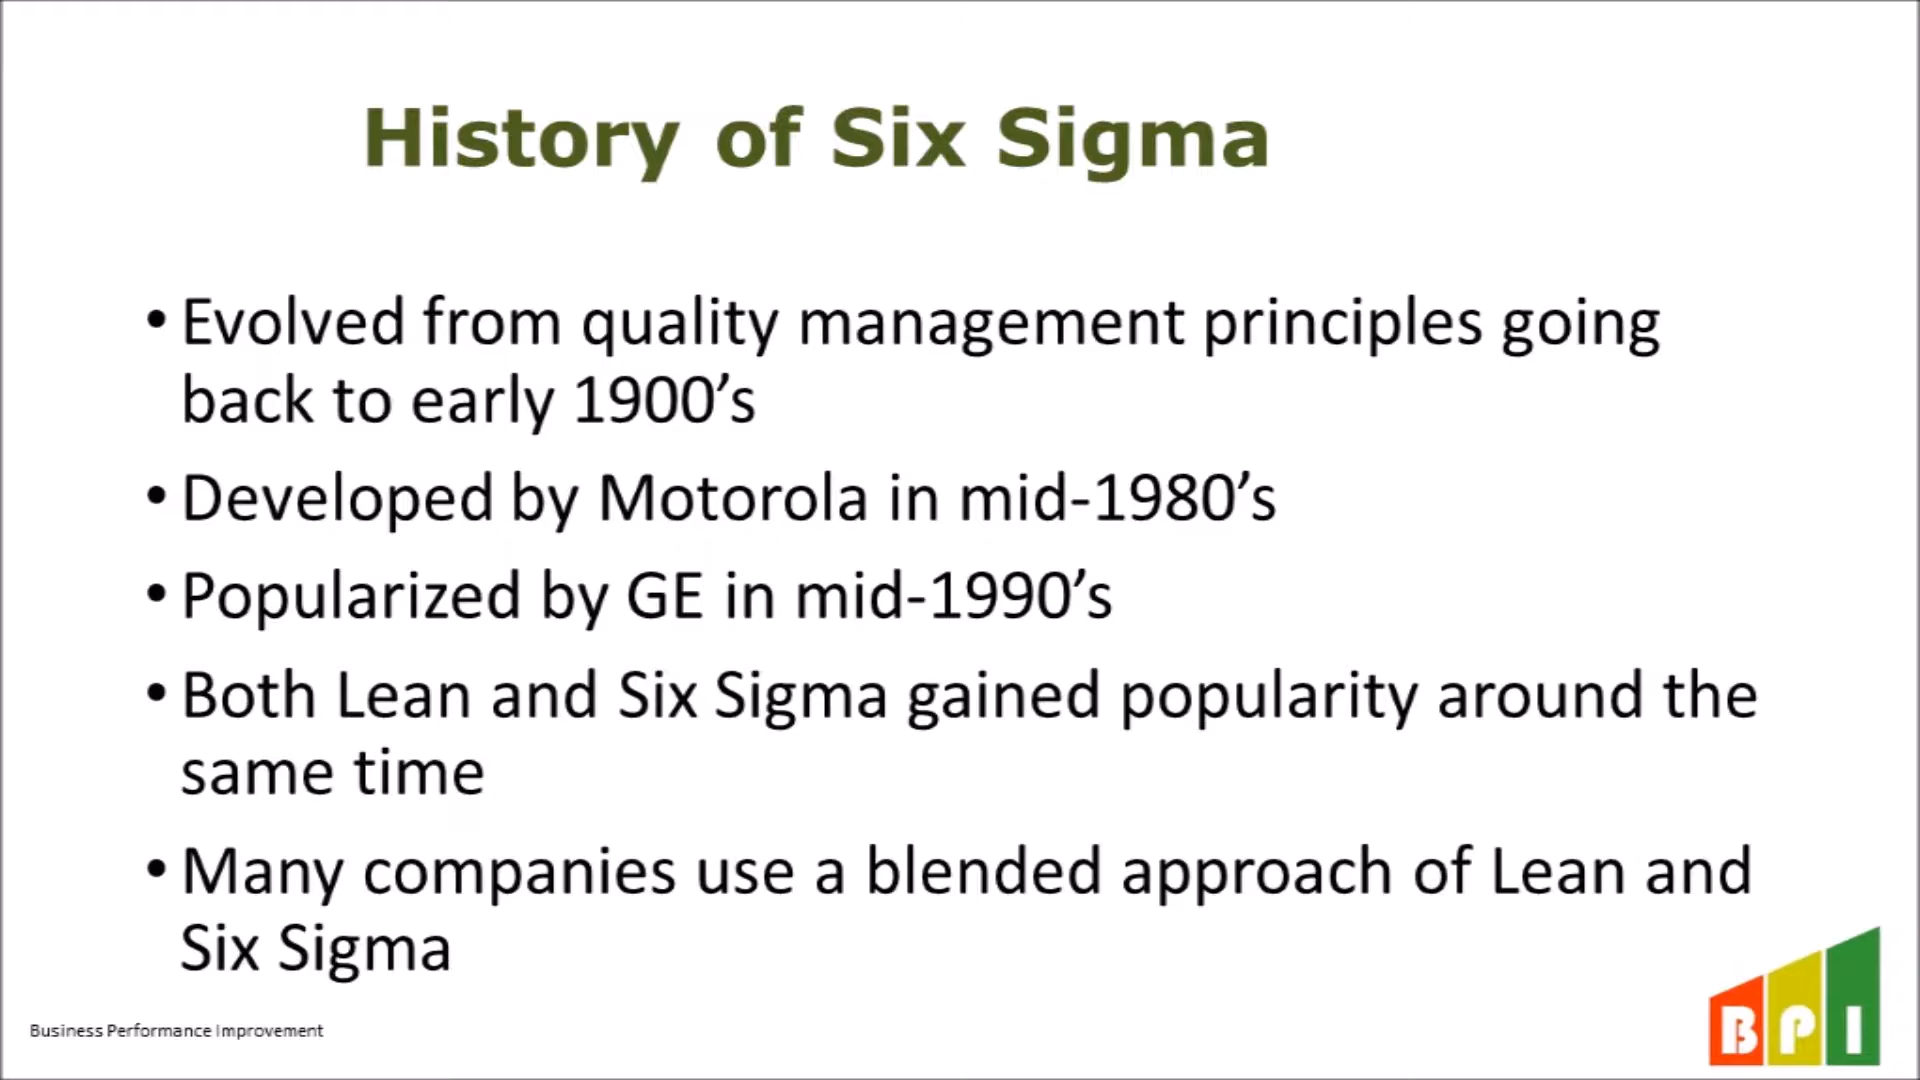 History of Six Sigma
• Evolved from quality management principles going
back to early 1900’s
• Developed by Motorola in mid-1980’s
• Popularized by GE in mid-1990’s
• Both Lean and Six Sigma gained popularity around the
same time
• Many companies use a blended approach of Lean and
Six Sigma
Business Performance Improvement
BPI